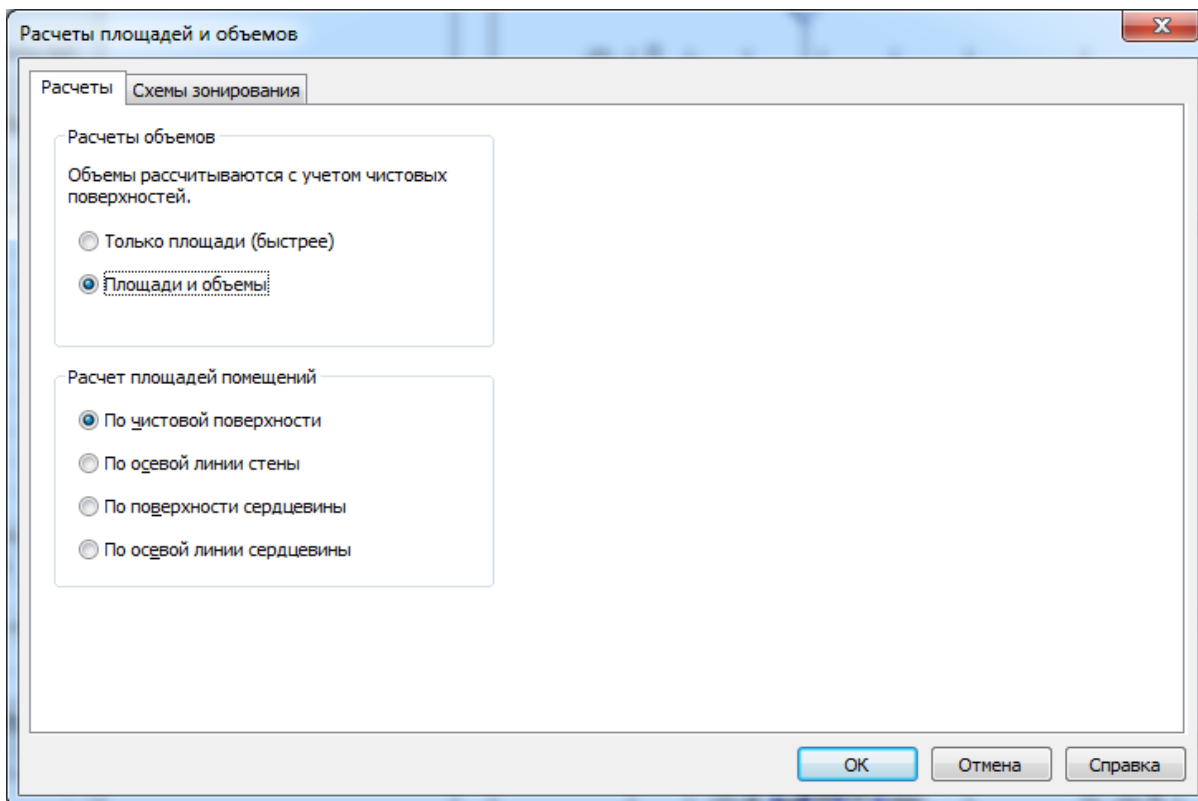 Расчеты площадей и объемов
Расчеты
Схемы зонирования
Расчеты объемов
Объемы рассчитываются с учетом чистовых
поверхностей.
Только площади (быстрее)
Площади и объемы
Расчет площадей помещений
По чистовой поверхности
По осевой линии стены
По поверхности сердцевины
По осевой линии сердцевины
ОК
Отмена
Справка